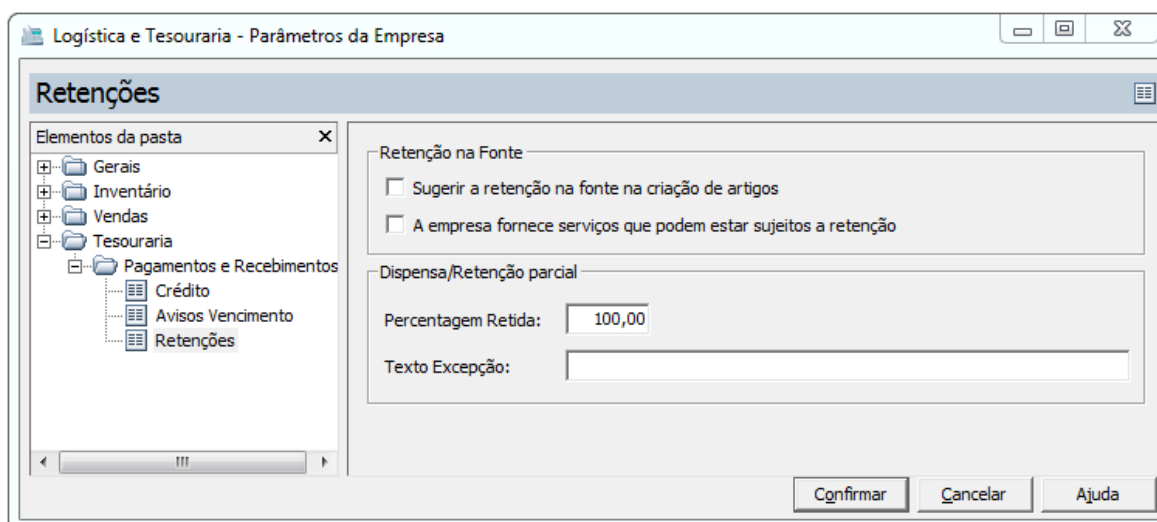 Logística e Tesouraria - Parâmetros da Empresa
Retenções
Elementos da pasta
Gerais
Inventário
Vendas
Tesouraria
Pagamentos e Recebimentos
Crédito
Avisos Vencimento
Retenções
Retenção na Fonte
Sugerir a retenção na fonte na criação de artigos
A empresa fornece serviços que podem estar sujeitos a retenção
Dispensa/Retenção parcial
Percentagem Retida: 100,00
Texto Excepção:
Confirmar Cancelar Ajuda